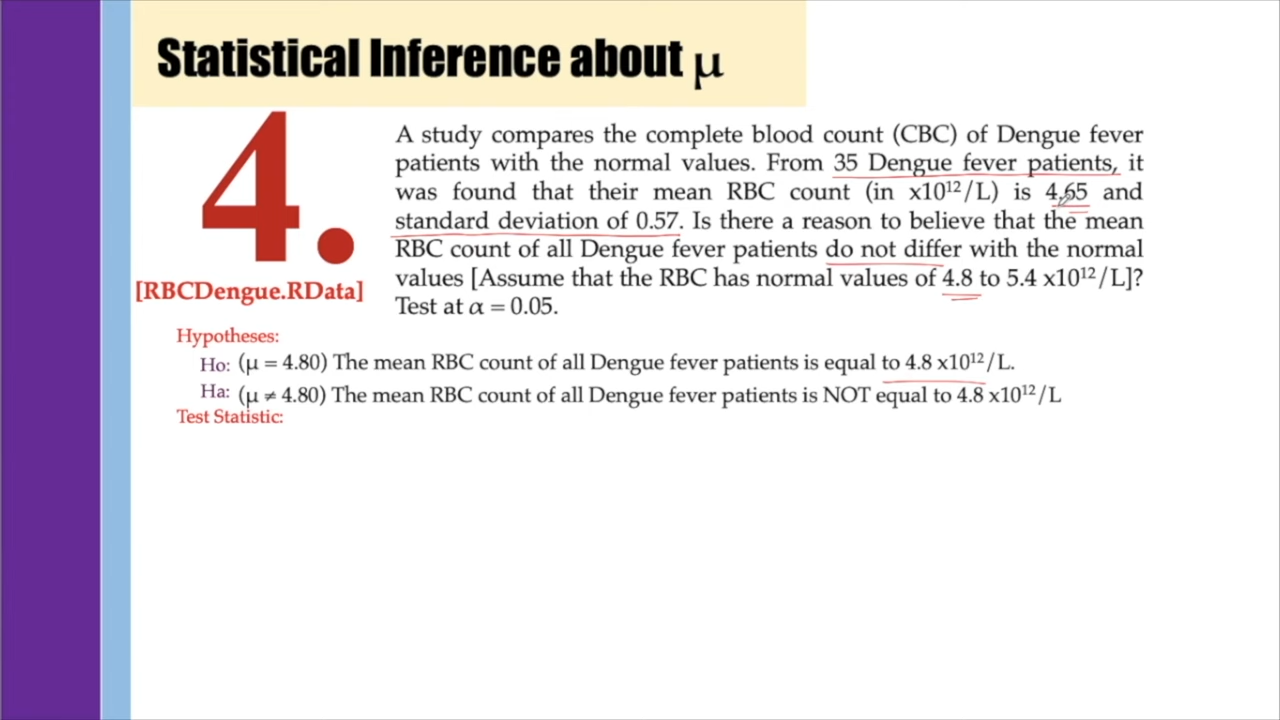 Statistical Inference about μ
4.
[RBCDengue.RData]
A study compares the complete blood count (CBC) of Dengue fever
patients with the normal values. From 35 Dengue fever patients, it
was found that their mean RBC count (in x10¹²/L) is 4.65 and
standard deviation of 0.57. Is there a reason to believe that the mean
RBC count of all Dengue fever patients do not differ with the normal
values [Assume that the RBC has normal values of 4.8 to 5.4 x10¹²/L]?
Test at α = 0.05.
Hypotheses:
Ho: (μ = 4.80) The mean RBC count of all Dengue fever patients is equal to 4.8 x10¹²/L.
Ha: (μ ≠ 4.80) The mean RBC count of all Dengue fever patients is NOT equal to 4.8 x10¹²/L
Test Statistic: